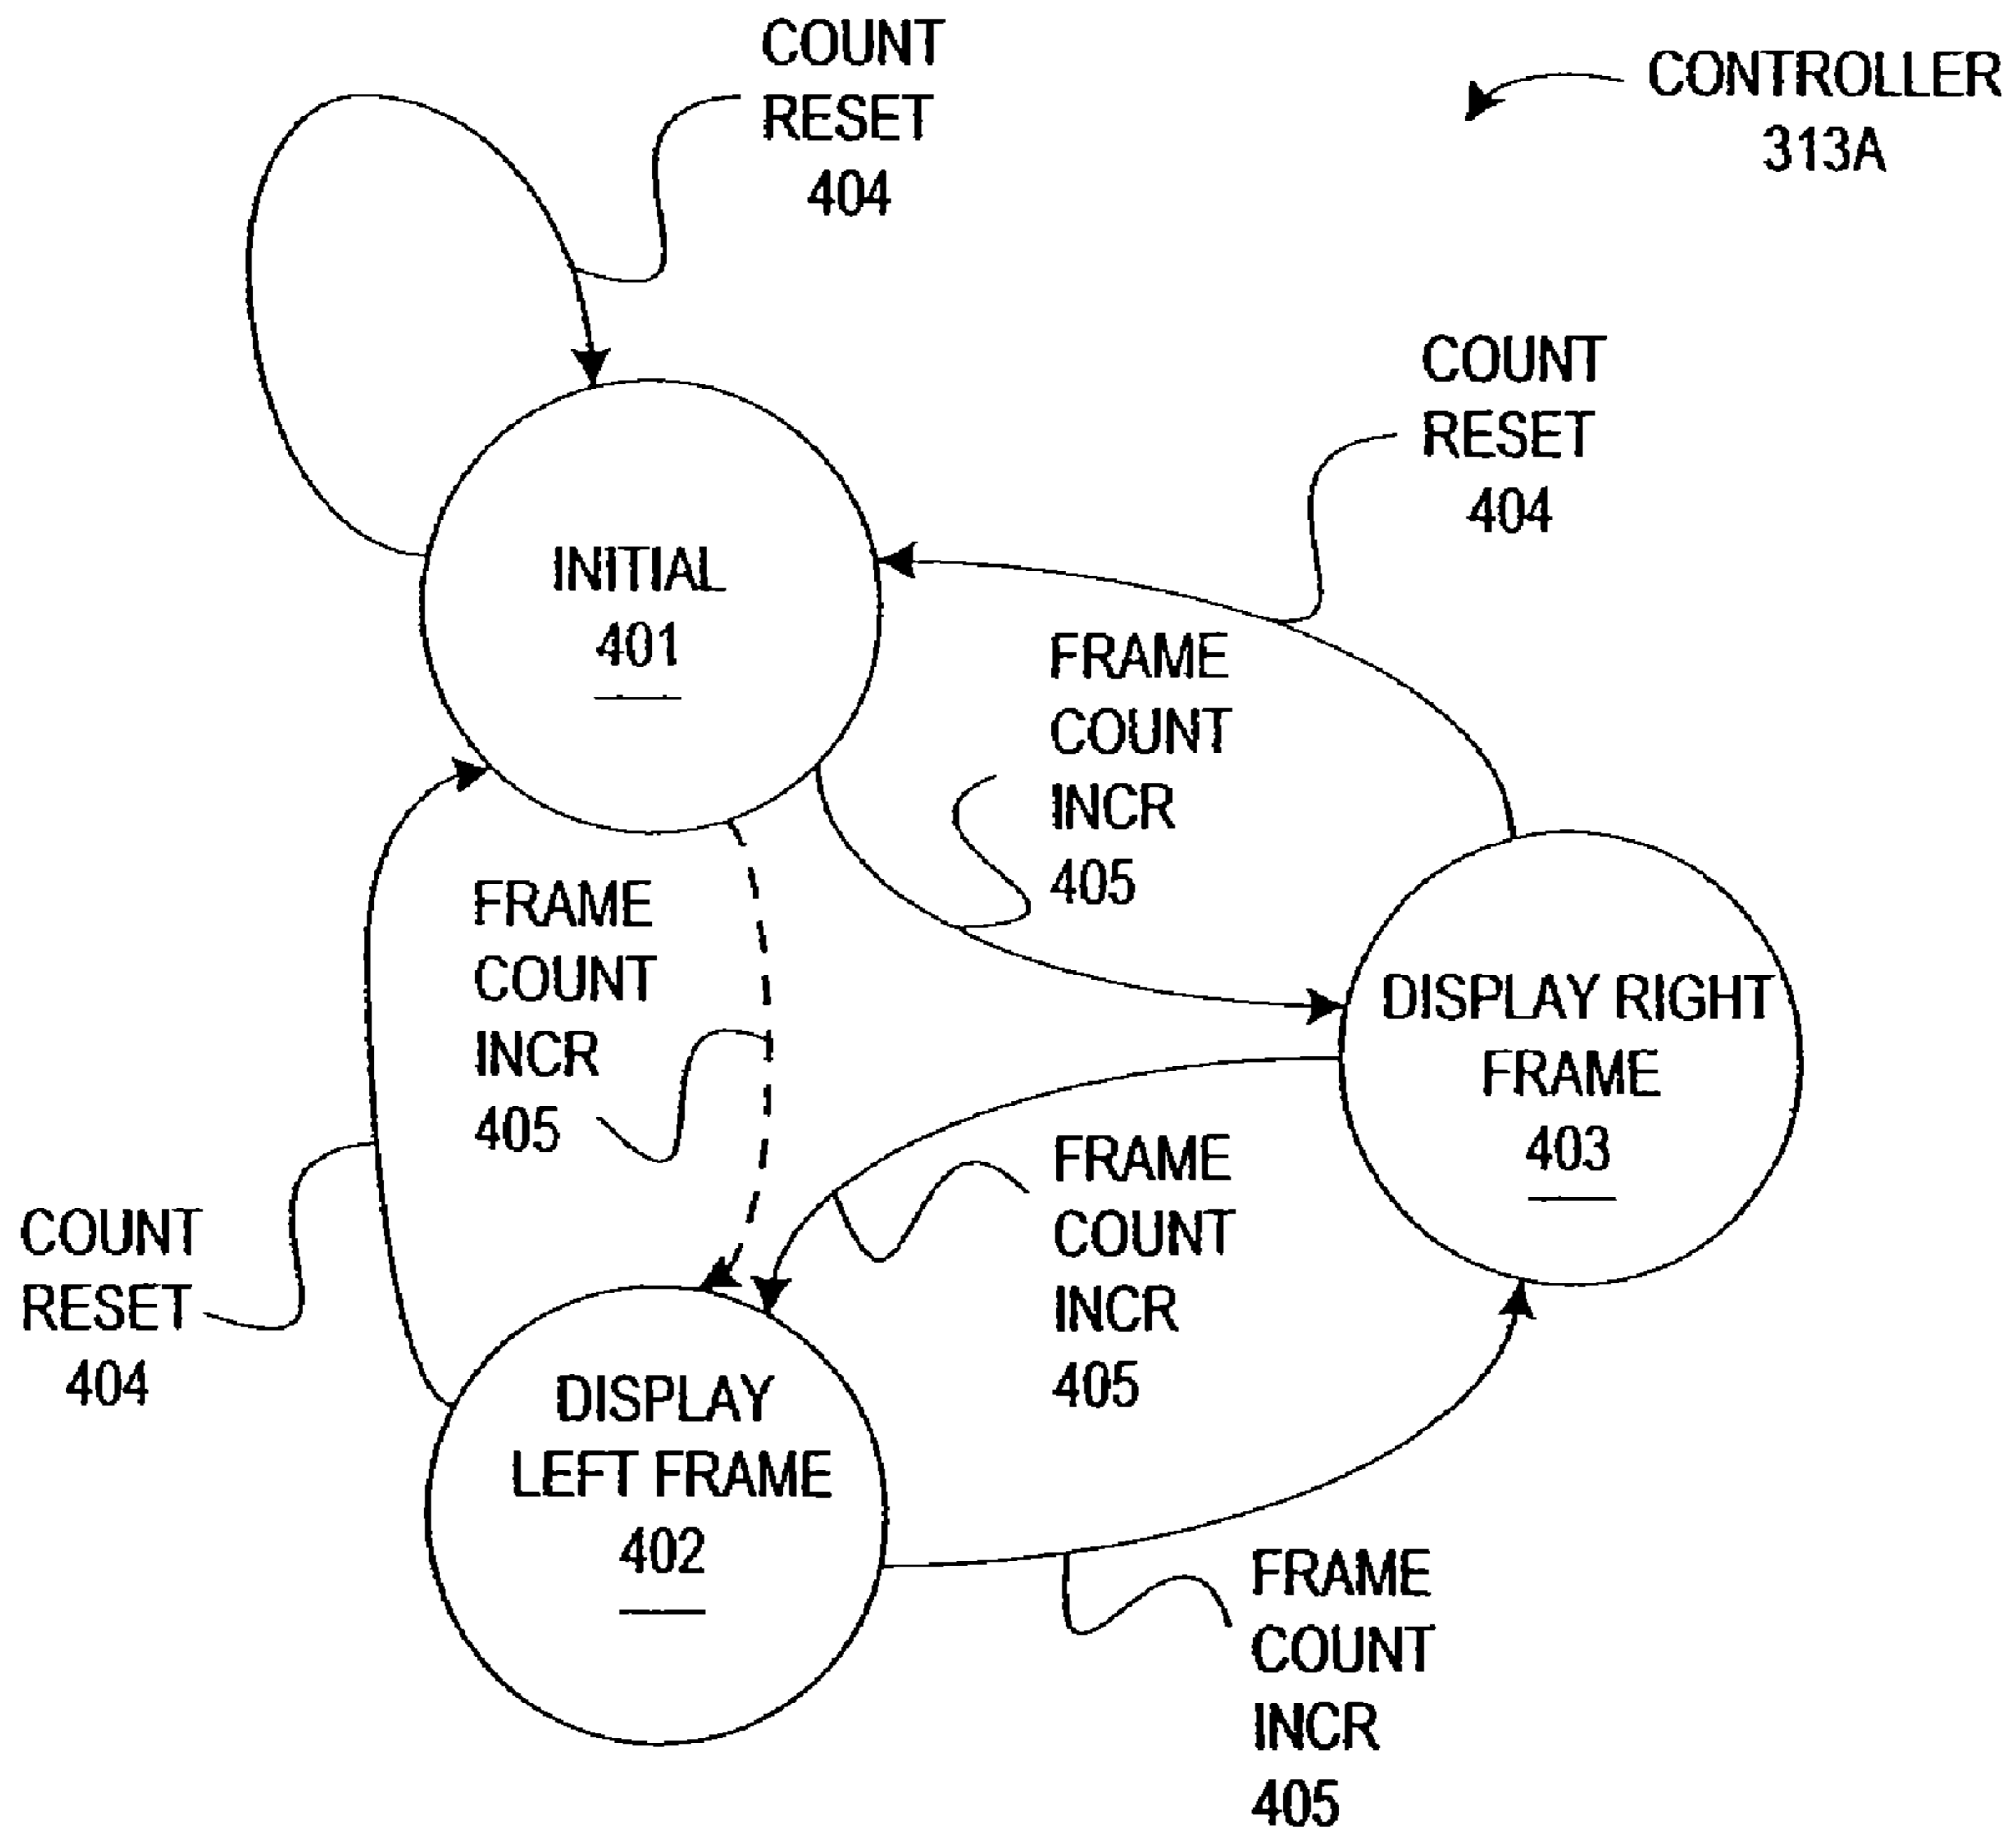 COUNT
RESET
404
CONTROLLER
313A
COUNT
RESET
404
INITIAL
401
FRAME
COUNT
INCR
405
FRAME
COUNT
INCR
405
DISPLAY RIGHT
FRAME
403
FRAME
COUNT
INCR
405
COUNT
RESET
404
DISPLAY
LEFT FRAME
402
FRAME
COUNT
INCR
405